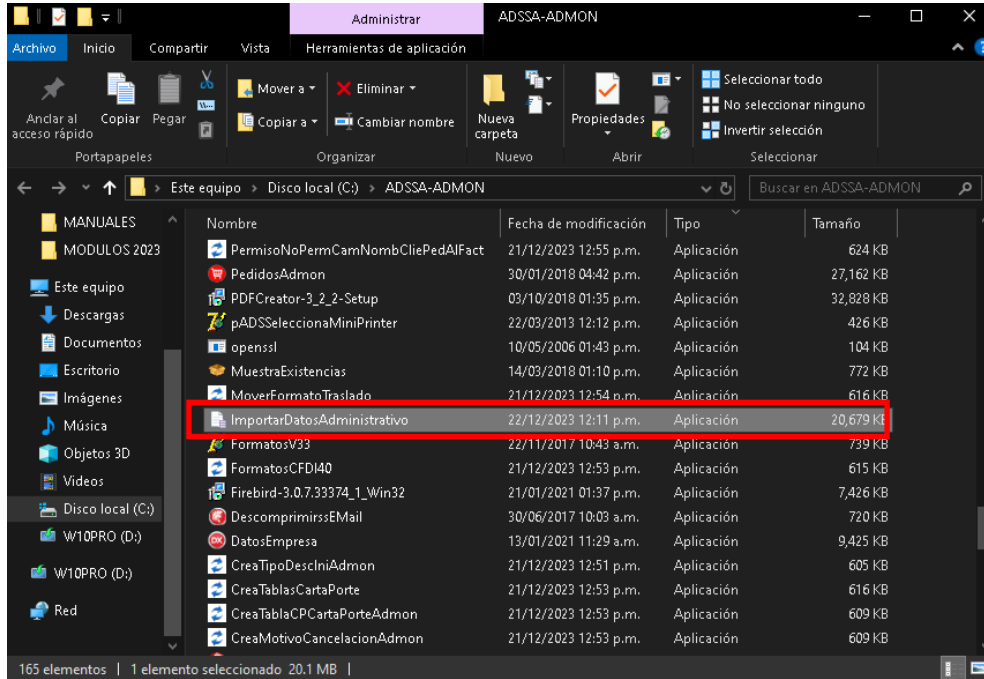 Administrar
ADSSA-ADMON
Archivo Inicio Compartir Vista Herramientas de aplicación
Anclar al acceso rápido
Copiar
Pegar
Mover a
Copiar a
Eliminar
Cambiar nombre
Nueva carpeta
Propiedades
Seleccionar todo
No seleccionar ninguno
Invertir selección
Portapapeles Organizar Nuevo Abrir Seleccionar
Este equipo > Disco local (C:) > ADSSA-ADMON
Buscar en ADSSA-ADMON
MANUALES
MODULOS 2023
Este equipo
Descargas
Documentos
Escritorio
Imágenes
Música
Objetos 3D
Videos
Disco local (C:)
W10PRO (D:)
W10PRO (D:)
Red
Nombre Fecha de modificación Tipo Tamaño
PermisoNoPermCamNombCliePedAlFact 21/12/2023 12:55 p.m. Aplicación 624 KB
PedidosAdmon 30/01/2018 04:42 p.m. Aplicación 27,162 KB
PDFCreator-3_2_2-Setup 03/10/2018 01:35 p.m. Aplicación 32,828 KB
pADSSeleccionaMiniPrinter 22/03/2013 12:12 p.m. Aplicación 426 KB
openssl 10/05/2006 01:43 p.m. Aplicación 104 KB
MuestraExistencias 14/03/2018 01:10 p.m. Aplicación 772 KB
MoverFormatoTraslado 21/12/2023 12:54 p.m. Aplicación 616 KB
ImportarDatosAdministrativo 22/12/2023 12:11 p.m. Aplicación 20,679 KB
FormatosV33 22/11/2017 10:43 a.m. Aplicación 739 KB
FormatosCFDI40 21/12/2023 12:53 p.m. Aplicación 615 KB
Firebird-3.0.7.33374_1_Win32 21/01/2021 01:37 p.m. Aplicación 7,426 KB
DescomprimirssEMail 30/06/2017 10:03 a.m. Aplicación 720 KB
DatosEmpresa 13/01/2021 11:29 a.m. Aplicación 9,425 KB
CreaTipoDescIniAdmon 21/12/2023 12:51 p.m. Aplicación 605 KB
CreaTablasCartaPorte 21/12/2023 12:53 p.m. Aplicación 616 KB
CreaTablaCPCartaPorteAdmon 21/12/2023 12:53 p.m. Aplicación 609 KB
CreaMotivoCancelacionAdmon 21/12/2023 12:53 p.m. Aplicación 609 KB
165 elementos | 1 elemento seleccionado 20.1 MB |